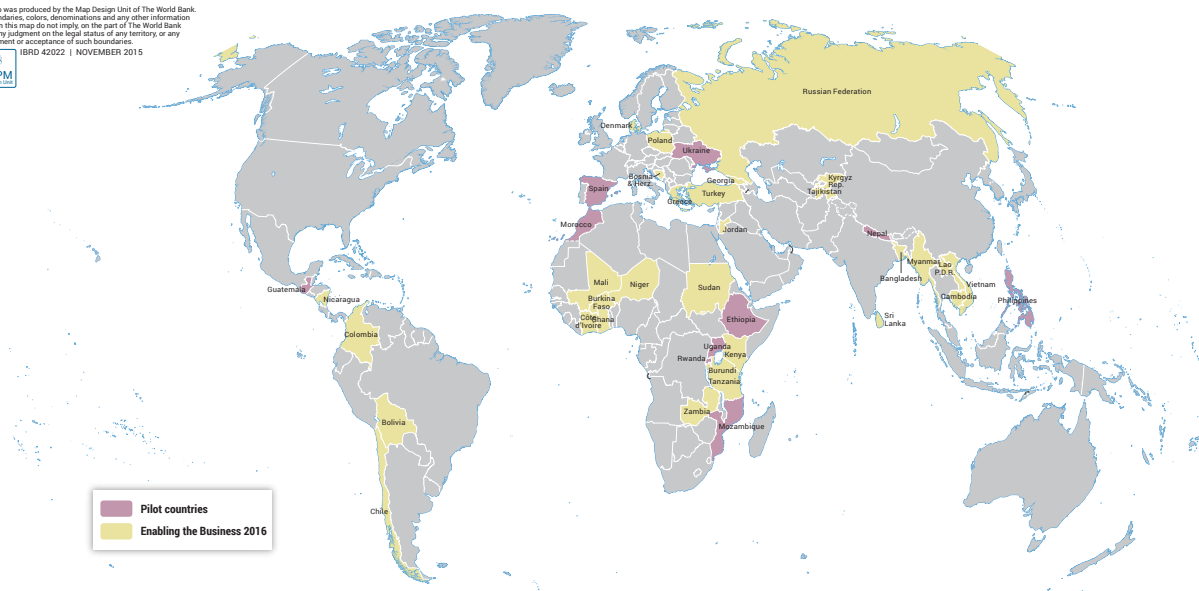 was produced by the Map Design Unit of The World Bank.
ndaries, colors, denominations and any other information
n this map do not imply, on the part of The World Bank
ny judgment on the legal status of any territory, or any
ment or acceptance of such boundaries.
IBRD 42022 | NOVEMBER 2015
PM
Unit
Russian Federation
Denmark
Poland
Ukraine
Bosnia
& Herz.
Georgia
Kyrgyz
Rep.
Spain
Turkey
Tajikistan
Greece
Morocco
Jordan
Nepal
Myanmar
Lao
P.D.R.
Bangladesh
Vietnam
Guatemala
Nicaragua
Mali
Niger
Sudan
Cambodia
Philippines
Burkina
Faso
Côte
d'Ivoire
Ghana
Ethiopia
Sri
Lanka
Colombia
Uganda
Kenya
Rwanda
Burundi
Tanzania
Zambia
Mozambique
Bolivia
Chile
Pilot countries
Enabling the Business 2016